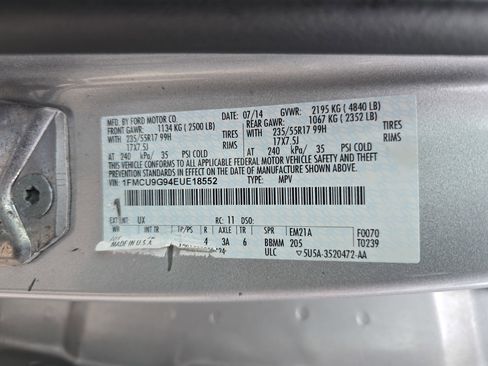 MFD. BY FORD MOTOR CO. DATE: 07/14 GVWR: 2195 KG ( 4840 LB)
FRONT GAWR: 1134 KG ( 2500 LB) REAR GAWR: 1067 KG ( 2352 LB)
235/55R17 99H TIRES WITH 235/55R17 99H TIRES
17X7.5J RIMS 17X7.5J RIMS
AT 240 kPa/ 35 PSI COLD AT 240 kPa/ 35 PSI COLD
THIS VEHICLE CONFORMS TO ALL APPLICABLE FEDERAL MOTOR VEHICLE SAFETY AND THEFT
PREVENTION STANDARDS IN EFFECT ON THE DATE OF MANUFACTURE SHOWN ABOVE.
1FMCU9G94EUE18552 TYPE: MPV
EXT PNT: UX RC: 11 DSO:
WB INT TR TP/PS R AXLE TR SPR EM21A F0070
4 3A 6 BBMM 205 T0239
MADE IN U.S.A. ULC 5U5A-3520472-AA